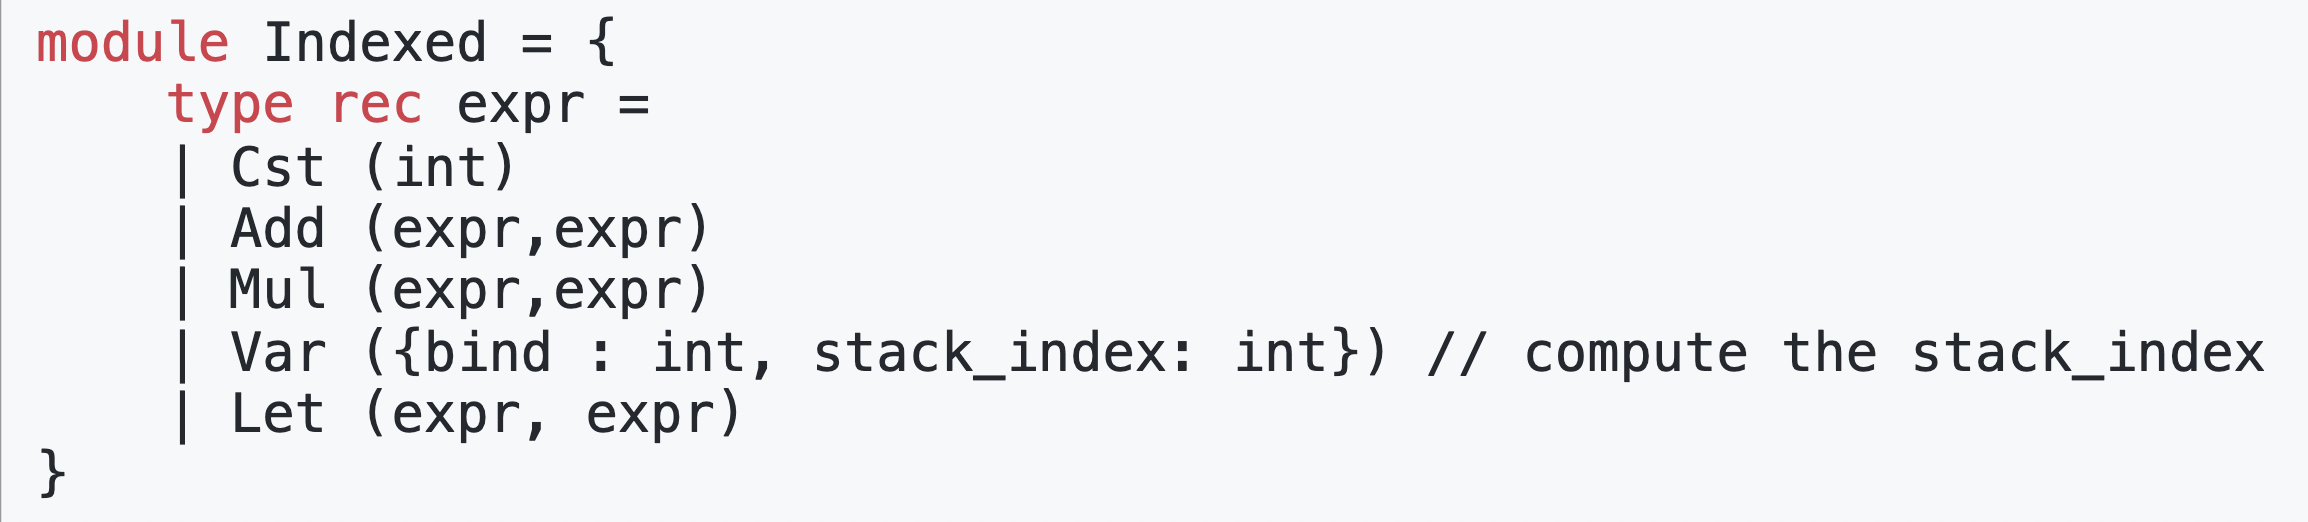 module Indexed = {
    type rec expr =
    | Cst (int)
    | Add (expr,expr)
    | Mul (expr,expr)
    | Var ({bind : int, stack_index: int}) // compute the stack_index
    | Let (expr, expr)
}